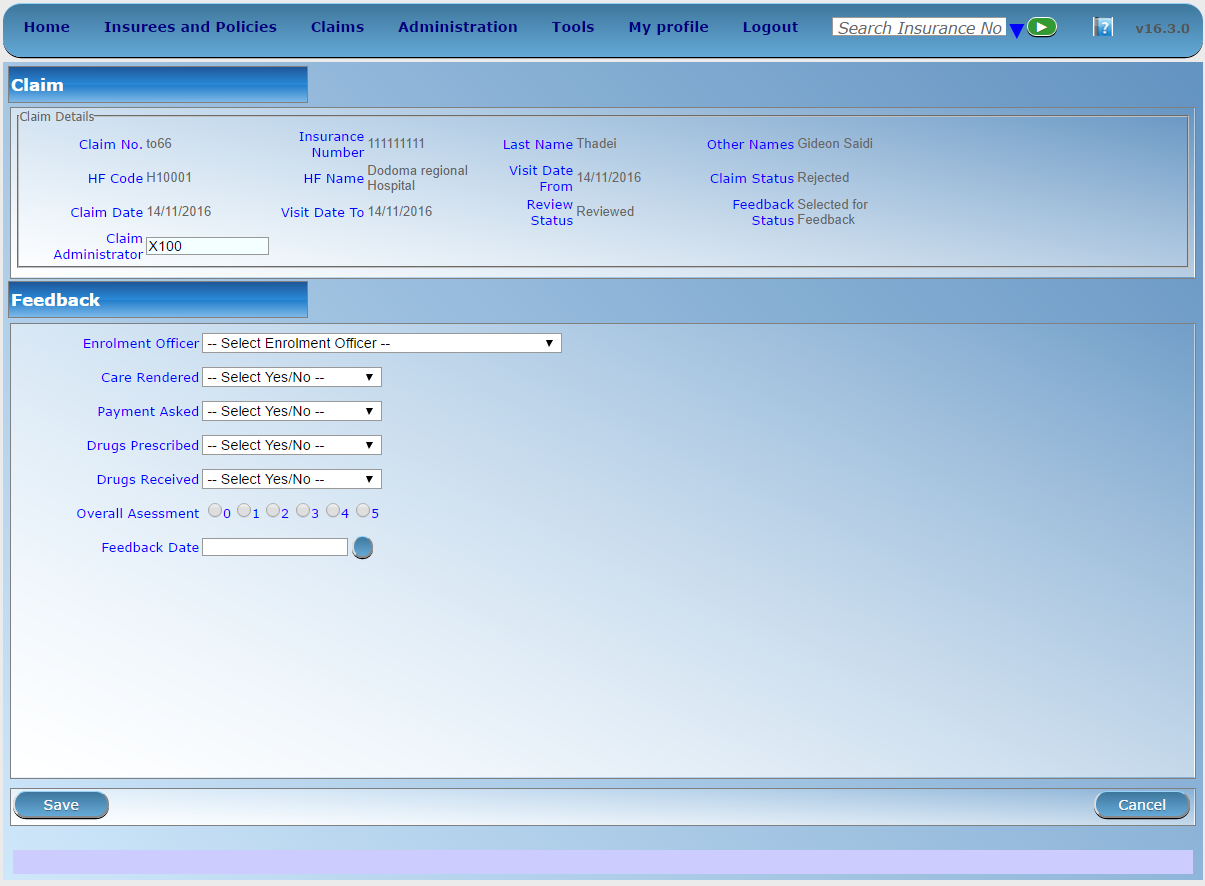 Home Insurees and Policies Claims Administration Tools My profile Logout Search Insurance No ? v16.3.0
Claim
Claim Details
Claim No. to66 Insurance Number 111111111 Last Name Thadei Other Names Gideon Saidi
HF Code H10001 HF Name Dodoma regional Hospital Visit Date From 14/11/2016 Claim Status Rejected
Claim Date 14/11/2016 Visit Date To 14/11/2016 Review Status Reviewed Feedback Status Selected for Feedback
Claim Administrator X100
Feedback
Enrolment Officer -- Select Enrolment Officer --
Care Rendered -- Select Yes/No --
Payment Asked -- Select Yes/No --
Drugs Prescribed -- Select Yes/No --
Drugs Received -- Select Yes/No --
Overall Asessment 0 1 2 3 4 5
Feedback Date
Save Cancel